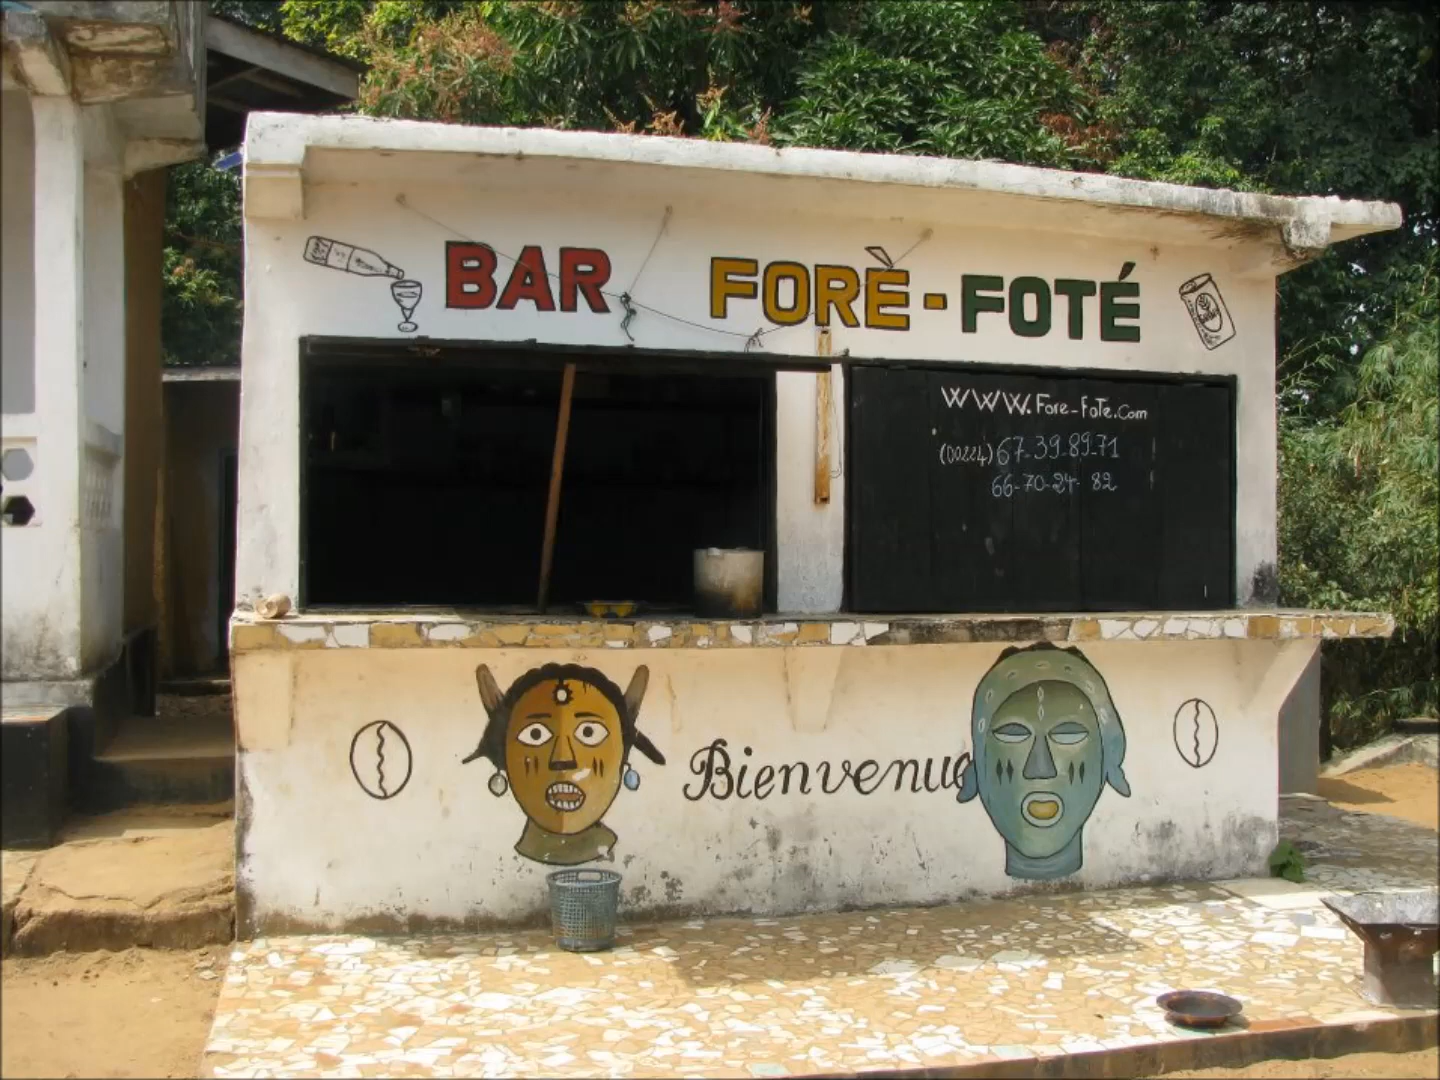 BAR FORÈ-FOTÉ
WWW.Fore-Fote.Com
(00224) 67-39-89-71
66-70-24-82
Bienvenue